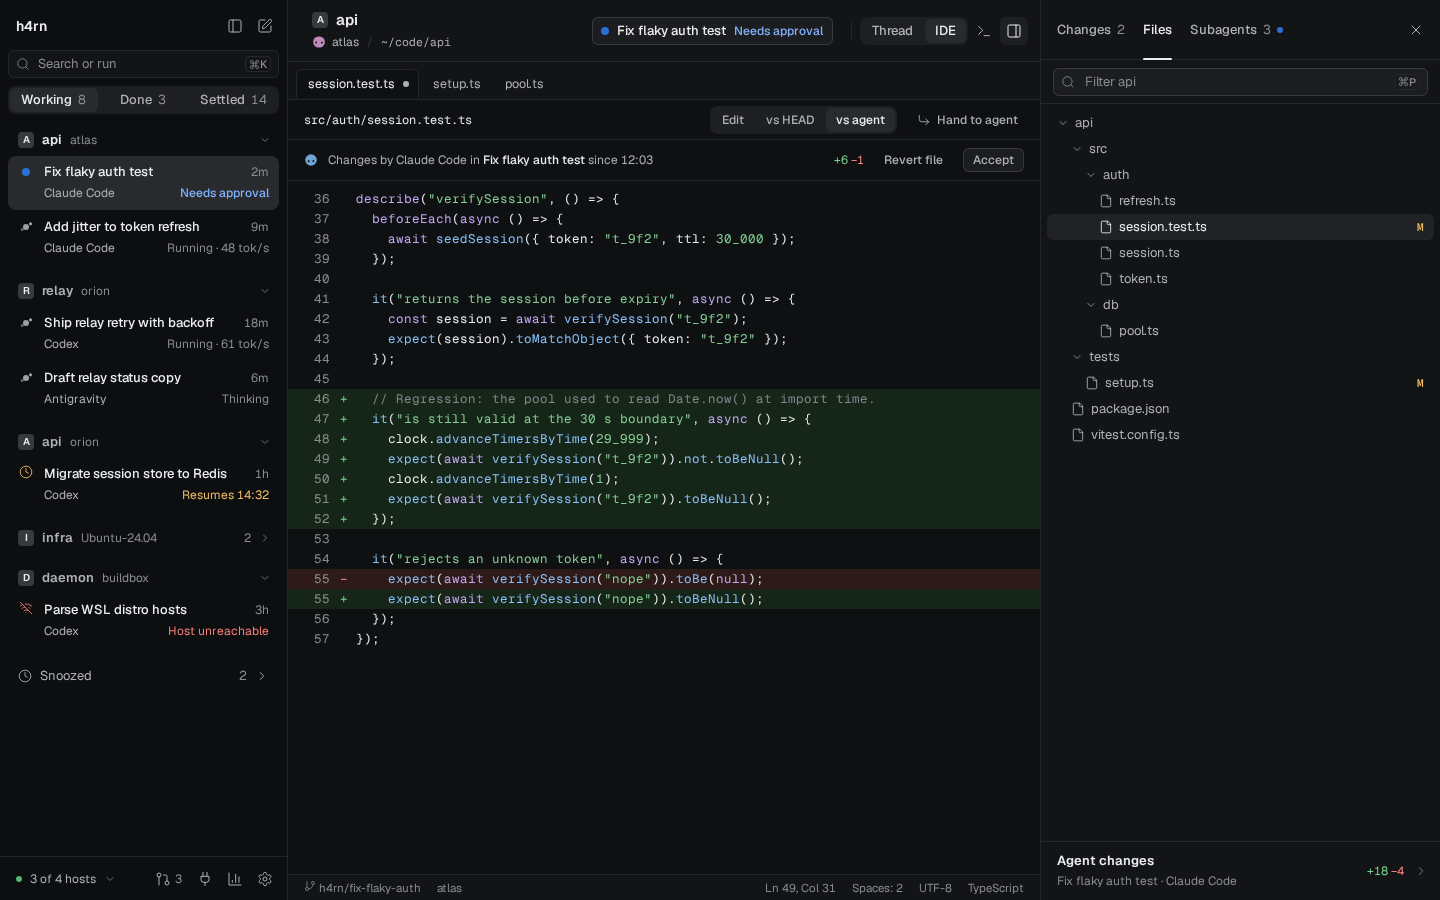 h4rn
Search or run ⌘K
Working 8 Done 3 Settled 14
A api atlas
Fix flaky auth test 2m
Claude Code Needs approval
Add jitter to token refresh 9m
Claude Code Running · 48 tok/s
R relay orion
Ship relay retry with backoff 18m
Codex Running · 61 tok/s
Draft relay status copy 6m
Antigravity Thinking
A api orion
Migrate session store to Redis 1h
Codex Resumes 14:32
I infra Ubuntu-24.04 2
D daemon buildbox
Parse WSL distro hosts 3h
Codex Host unreachable
Snoozed 2
3 of 4 hosts 3
A api
atlas / ~/code/api
Fix flaky auth test Needs approval
Thread IDE
session.test.ts setup.ts pool.ts
src/auth/session.test.ts
Edit vs HEAD vs agent Hand to agent
Changes by Claude Code in Fix flaky auth test since 12:03 +6 −1 Revert file Accept
36 describe("verifySession", () => {
37 beforeEach(async () => {
38 await seedSession({ token: "t_9f2", ttl: 30_000 });
39 });
40
41 it("returns the session before expiry", async () => {
42 const session = await verifySession("t_9f2");
43 expect(session).toMatchObject({ token: "t_9f2" });
44 });
45
46 + // Regression: the pool used to read Date.now() at import time.
47 + it("is still valid at the 30 s boundary", async () => {
48 + clock.advanceTimersByTime(29_999);
49 + expect(await verifySession("t_9f2")).not.toBeNull();
50 + clock.advanceTimersByTime(1);
51 + expect(await verifySession("t_9f2")).toBeNull();
52 + });
53
54 it("rejects an unknown token", async () => {
55 − expect(await verifySession("nope")).toBe(null);
55 + expect(await verifySession("nope")).toBeNull();
56 });
57 });
h4rn/fix-flaky-auth atlas
Ln 49, Col 31 Spaces: 2 UTF-8 TypeScript
Changes 2 Files Subagents 3
Filter api ⌘P
api
src
auth
refresh.ts
session.test.ts M
session.ts
token.ts
db
pool.ts
tests
setup.ts M
package.json
vitest.config.ts
Agent changes
Fix flaky auth test · Claude Code
+18 −4